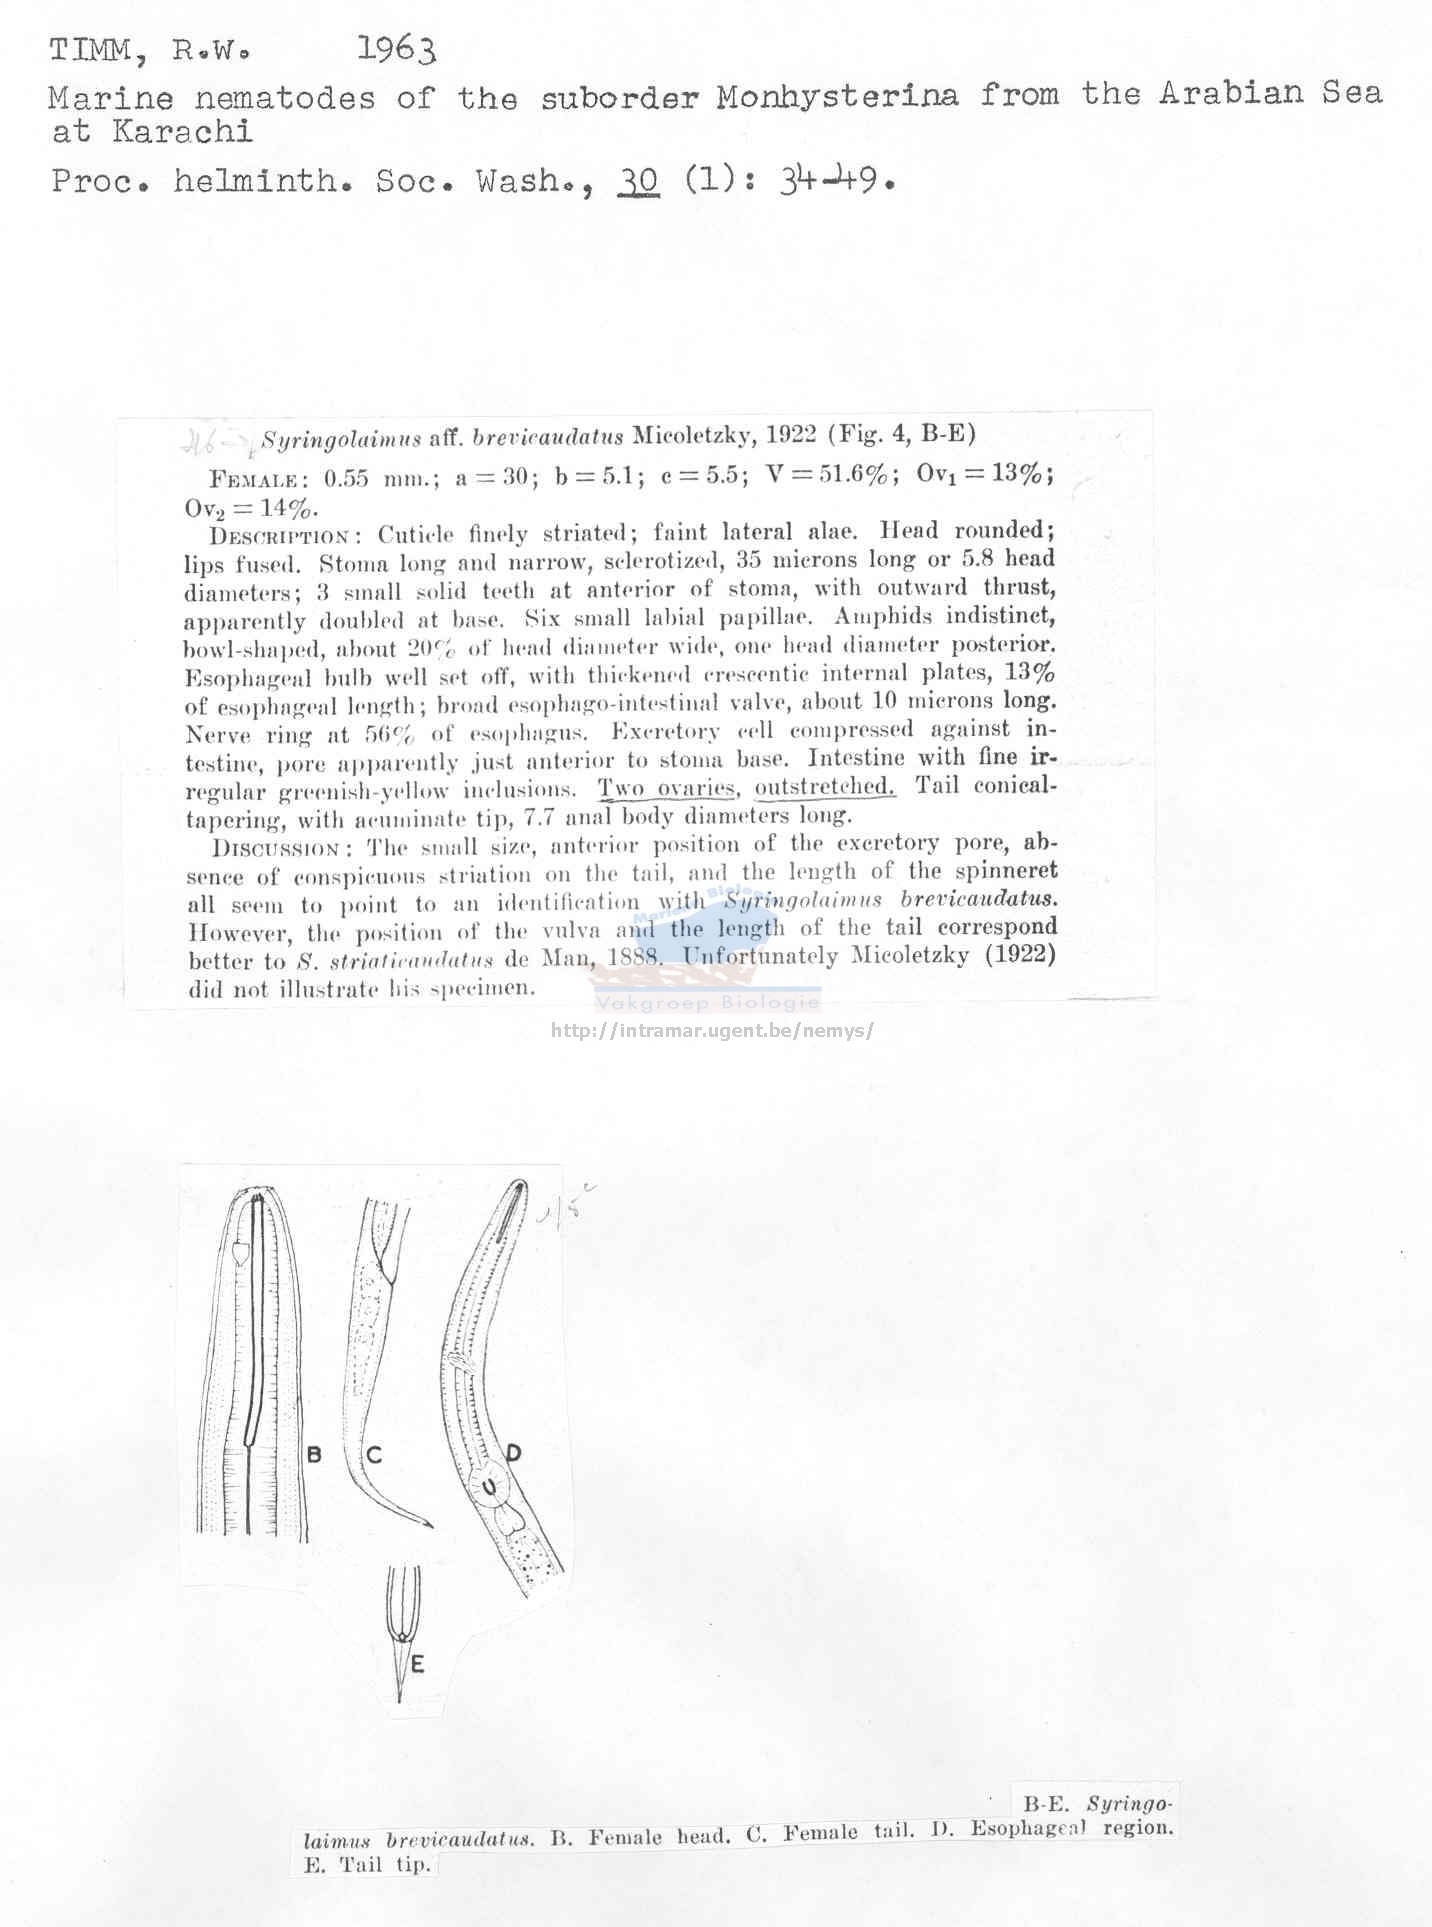 TIMM, R.W. 1963
Marine nematodes of the suborder Monhysterina from the Arabian Sea
at Karachi
Proc. helminth. Soc. Wash., 30 (1): 34-49.
Syringolaimus aff. brevicaudatus Micoletzky, 1922 (Fig. 4, B-E)
FEMALE: 0.55 mm.; a = 30; b = 5.1; c = 5.5; V = 51.6%; Ov1 = 13%;
Ov2 = 14%.
DESCRIPTION: Cuticle finely striated; faint lateral alae. Head rounded;
lips fused. Stoma long and narrow, sclerotized, 35 microns long or 5.8 head
diameters; 3 small solid teeth at anterior of stoma, with outward thrust,
apparently doubled at base. Six small labial papillae. Amphids indistinct,
bowl-shaped, about 20% of head diameter wide, one head diameter posterior.
Esophageal bulb well set off, with thickened crescentic internal plates, 13%
of esophageal length; broad esophago-intestinal valve, about 10 microns long.
Nerve ring at 56% of esophagus. Excretory cell compressed against in-
testine, pore apparently just anterior to stoma base. Intestine with fine ir-
regular greenish-yellow inclusions. Two ovaries, outstretched. Tail conical-
tapering, with acuminate tip, 7.7 anal body diameters long.
DISCUSSION: The small size, anterior position of the excretory pore, ab-
sence of conspicuous striation on the tail, and the length of the spinneret
all seem to point to an identification with Syringolaimus brevicaudatus.
However, the position of the vulva and the length of the tail correspond
better to S. striaticaudatus de Man, 1888. Unfortunately Micoletzky (1922)
did not illustrate his specimen.
Vakgroep Biologie
http://intramar.ugent.be/nemys/
B
C
D
E
B-E. Syringo-
laimus brevicaudatus. B. Female head. C. Female tail. D. Esophageal region.
E. Tail tip.